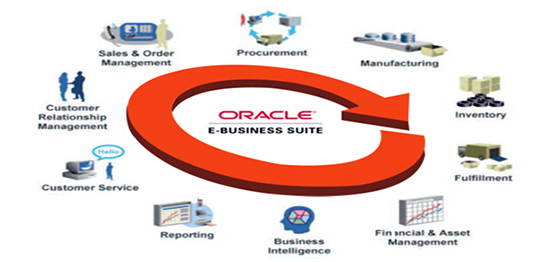 Procurement
Sales & Order
Management
Manufacturing
Customer
Relationship
Management
ORACLE®
E-BUSINESS SUITE
Inventory
Hello
Customer Service
Fulfillment
Reporting
Business
Intelligence
Financial & Asset
Management